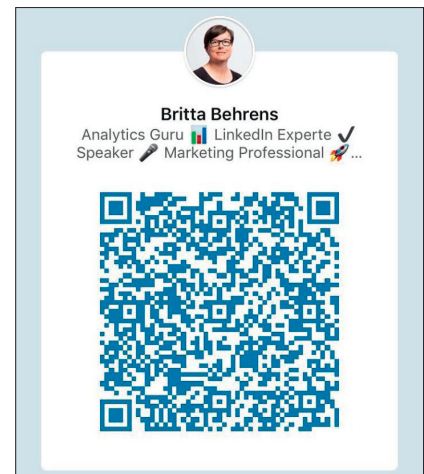 Britta Behrens
Analytics Guru 📊 LinkedIn Experte ✔
Speaker 🎤 Marketing Professional 🚀...